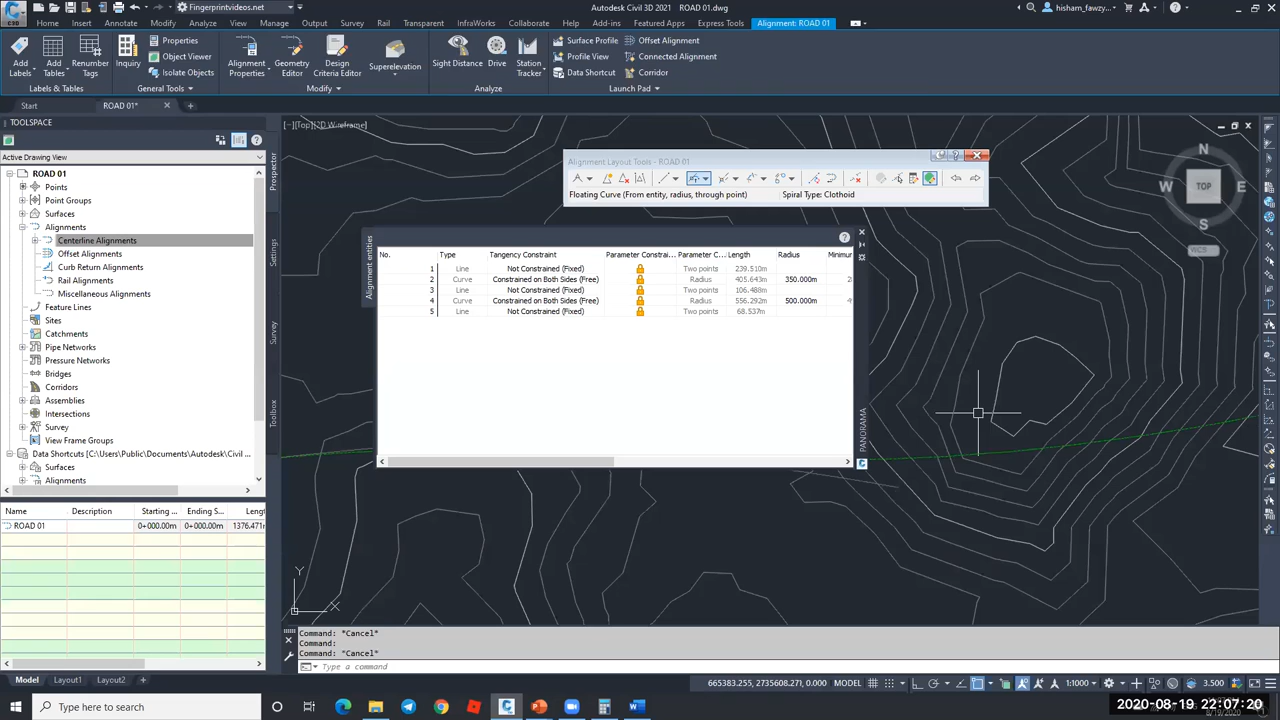 Fingerprintvideos.net
Autodesk Civil 3D 2021 ROAD 01.dwg
hisham_fawzy...
C3D
Home Insert Annotate Modify Analyze View Manage Output Survey Rail Transparent InfraWorks Collaborate Help Add-ins Featured Apps Express Tools Alignment: ROAD 01
Add Labels
Add Tables
Renumber Tags
Inquiry
Properties
Object Viewer
Isolate Objects
Alignment Properties
Geometry Editor
Design Criteria Editor
Superelevation
Sight Distance
Drive
Station Tracker
Surface Profile
Profile View
Data Shortcut
Offset Alignment
Connected Alignment
Corridor
Labels & Tables General Tools Modify Analyze Launch Pad
Start ROAD 01*
TOOLSPACE
Active Drawing View
ROAD 01
Points
Point Groups
Surfaces
Alignments
Centerline Alignments
Offset Alignments
Curb Return Alignments
Rail Alignments
Miscellaneous Alignments
Feature Lines
Sites
Catchments
Pipe Networks
Pressure Networks
Bridges
Corridors
Assemblies
Intersections
Survey
View Frame Groups
Data Shortcuts [C:\Users\Public\Documents\Autodesk\Civil ...
Surfaces
Alignments
Prospector
Settings
Survey
Toolbox
Name Description Starting ... Ending S... Lengt
ROAD 01 0+000.00m 0+000.00m 1376.471m
[−][Top][2D Wireframe]
Alignment Layout Tools - ROAD 01
Floating Curve (From entity, radius, through point) Spiral Type: Clothoid
Alignment entities
No. Type Tangency Constraint Parameter Constrai... Parameter C... Length Radius Minimur
1 Line Not Constrained (Fixed) Two points 239.510m
2 Curve Constrained on Both Sides (Free) Radius 405.643m 350.000m
3 Line Not Constrained (Fixed) Two points 106.488m
4 Curve Constrained on Both Sides (Free) Radius 556.292m 500.000m
5 Line Not Constrained (Fixed) Two points 68.537m
PANORAMA
N
W TOP E
S
WCS
Y
X
Command: *Cancel*
Command:
Command: *Cancel*
Type a command
Model Layout1 Layout2
665383.255, 2735608.27), 0.000 MODEL 1:1000 3.500
Type here to search
2020-08-19 22:07:20